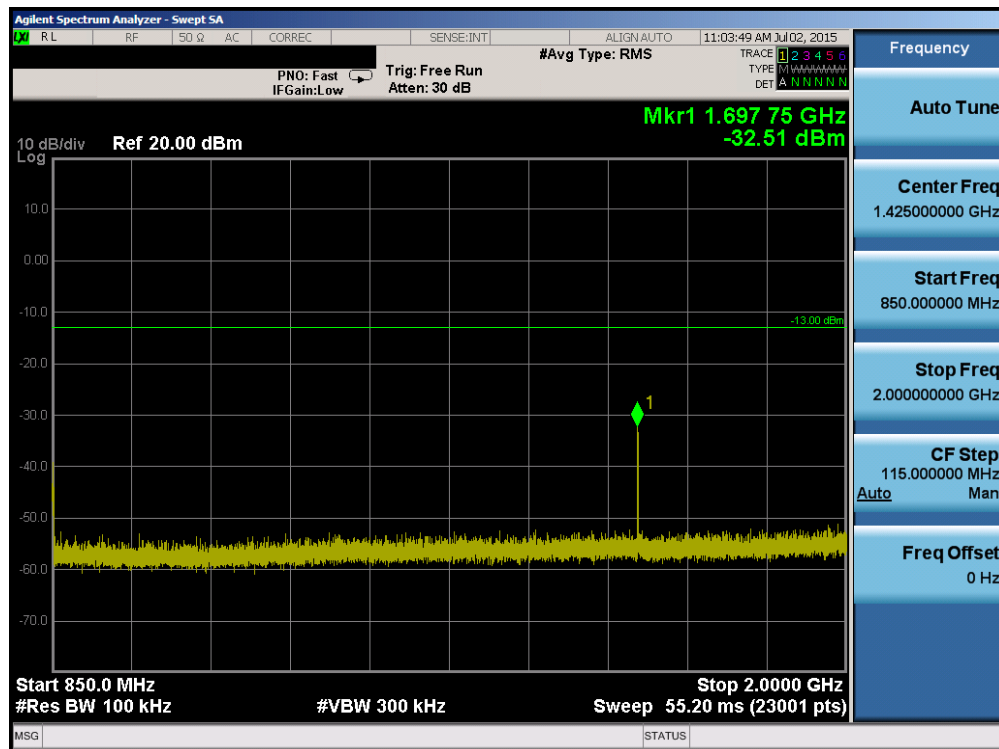 Agilent Spectrum Analyzer - Swept SA
LXI RL RF 50 Ω AC CORREC SENSE:INT ALIGN AUTO 11:03:49 AM Jul 02, 2015
Frequency
#Avg Type: RMS
TRACE 1 2 3 4 5 6
TYPE M WWWWW
DET A N N N N N
PNO: Fast Trig: Free Run
IFGain:Low Atten: 30 dB
Auto Tune
Mkr1 1.697 75 GHz
-32.51 dBm
10 dB/div Ref 20.00 dBm
Log
10.0
0.00
-10.0
-13.00 dBm
-20.0
-30.0
1
-40.0
-50.0
-60.0
-70.0
Center Freq
1.425000000 GHz
Start Freq
850.000000 MHz
Stop Freq
2.000000000 GHz
CF Step
115.000000 MHz
Auto Man
Freq Offset
0 Hz
Start 850.0 MHz Stop 2.0000 GHz
#Res BW 100 kHz #VBW 300 kHz Sweep 55.20 ms (23001 pts)
MSG STATUS